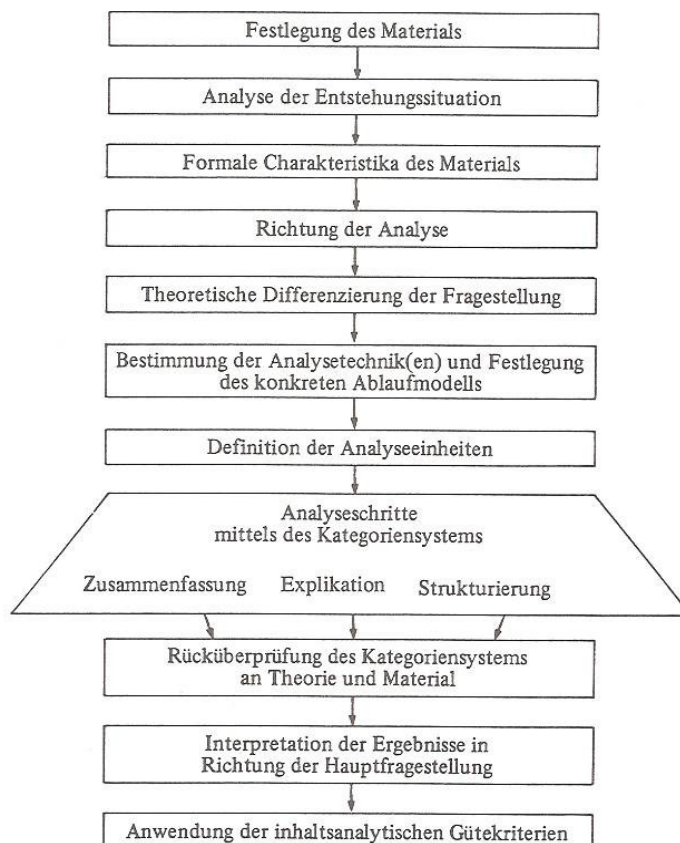 Festlegung des Materials
Analyse der Entstehungssituation
Formale Charakteristika des Materials
Richtung der Analyse
Theoretische Differenzierung der Fragestellung
Bestimmung der Analysetechnik(en) und Festlegung
des konkreten Ablaufmodells
Definition der Analyseeinheiten
Analyseschritte
mittels des Kategoriensystems
Zusammenfassung Explikation Strukturierung
Rücküberprüfung des Kategoriensystems
an Theorie und Material
Interpretation der Ergebnisse in
Richtung der Hauptfragestellung
Anwendung der inhaltsanalytischen Gütekriterien